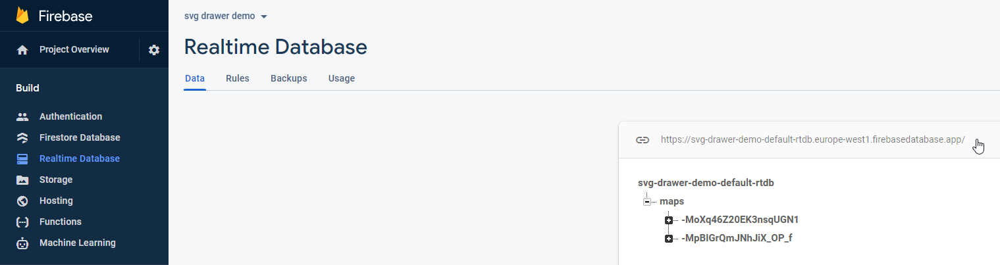 Firebase
Project Overview
Build
Authentication
Firestore Database
Realtime Database
Storage
Hosting
Functions
Machine Learning
svg drawer demo
Realtime Database
Data Rules Backups Usage
https://svg-drawer-demo-default-rtdb.europe-west1.firebasedatabase.app/
svg-drawer-demo-default-rtdb
maps
-MoXq46Z20EK3nsqUGN1
-MpBIGrQmJNhJiX_OP_f